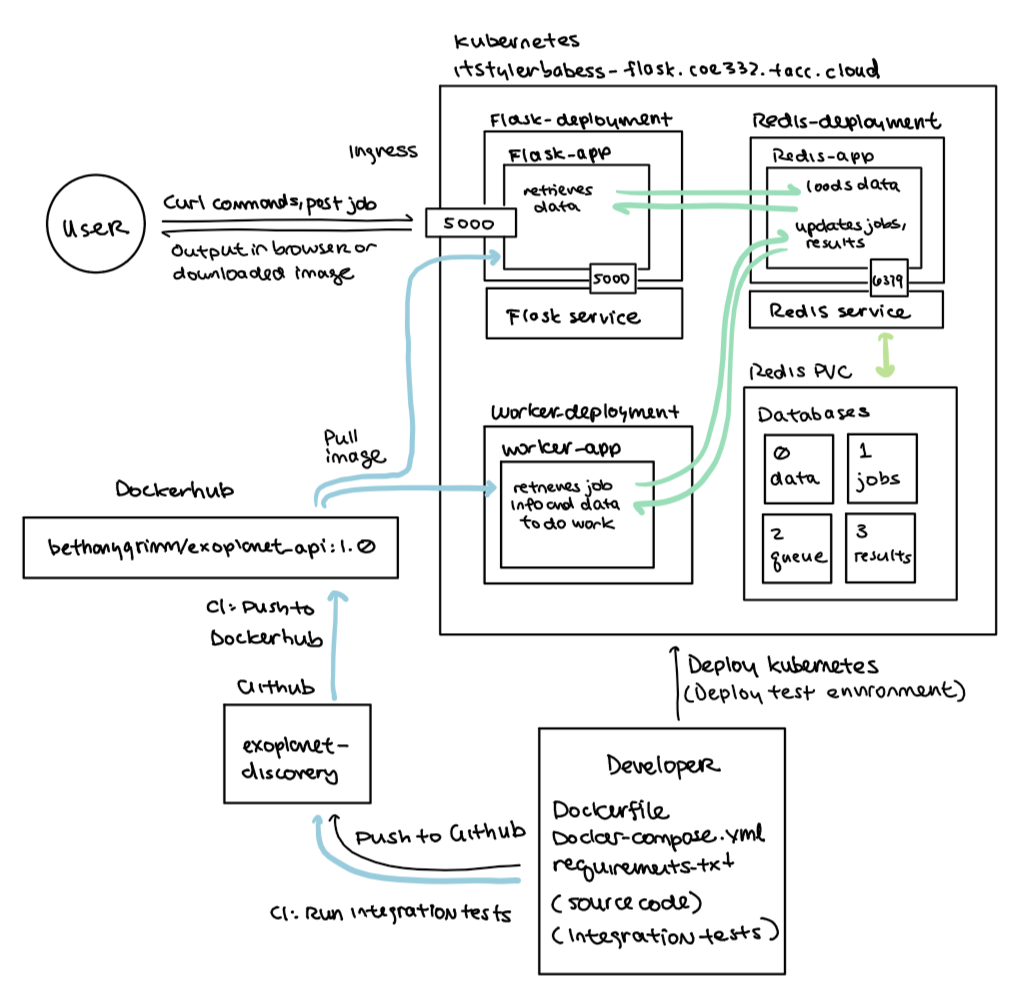 Kubernetes
itstylerbabess-flask.coe332.tacc.cloud
Flask-deployment
Redis-deployment
Ingress
Flask-app
Redis-app
retrieves
data
loads data
updates jobs,
results
User
Curl commands, post job
Output in browser or
downloaded image
5000
5000
6379
Flask service
Redis service
Redis PVC
Databases
0
data
1
jobs
2
queue
3
results
Worker-deployment
worker-app
retrieves job
info and data
to do work
Pull
image
Dockerhub
bethanygrimm/exoplanet_api:1.0
CI: Push to
Dockerhub
Github
exoplanet-
discovery
Deploy kubernetes
(Deploy test environment)
Developer
Dockerfile
Docker-compose.yml
requirements.txt
(source code)
(Integration tests)
Push to Github
CI: Run integration tests